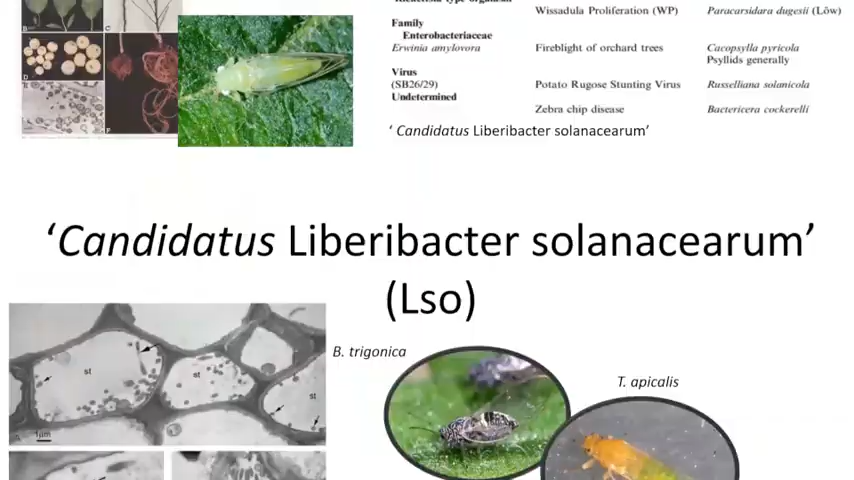 Wissadula Proliferation (WP) Paracarsidara dugesii (Löw)
Family
Enterobacteriaceae
Erwinia amylovora Fireblight of orchard trees Cacopsylla pyricola
Psyllids generally
Virus
(SB26/29) Potato Rugose Stunting Virus Russelliana solanicola
Undetermined
Zebra chip disease Bactericera cockerelli
‘ Candidatus Liberibacter solanacearum’
‘Candidatus Liberibacter solanacearum’
(Lso)
B. trigonica
T. apicalis
st
st
st
1µm
B
C
D
F